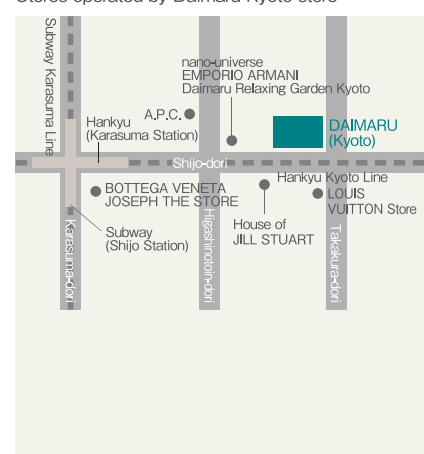 Stores operated by Daimaru Kyoto store
Subway Karasuma Line
nano·universe
EMPORIO ARMANI
Daimaru Relaxing Garden Kyoto
A.P.C.
Hankyu
(Karasuma Station)
DAIMARU
(Kyoto)
Shijo-dori
Hankyu Kyoto Line
BOTTEGA VENETA
JOSEPH THE STORE
LOUIS
VUITTON Store
House of
JILL STUART
Subway
(Shijo Station)
Karasuma-dori
Higashinotoin-dori
Takakura-dori